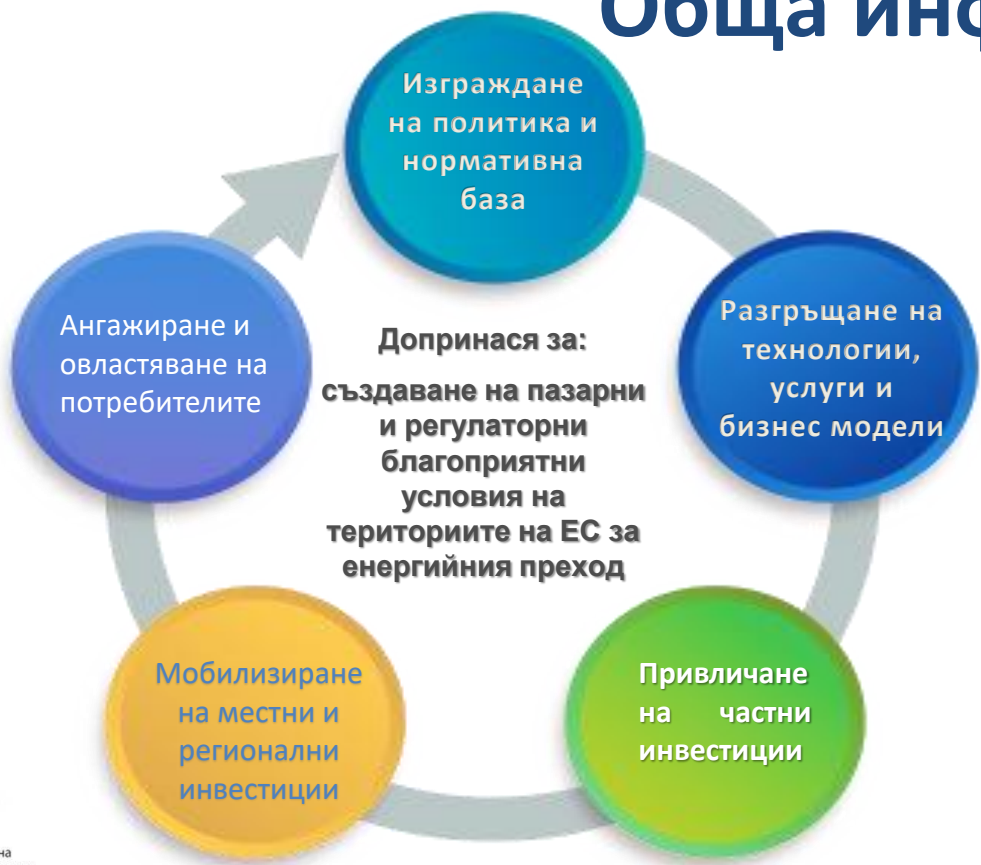 Обща инф
Изграждане
на политика и
нормативна
база
Разгръщане на
технологии,
услуги и
бизнес модели
Ангажиране и
овластяване на
потребителите
Допринася за:
създаване на пазарни
и регулаторни
благоприятни
условия на
териториите на ЕС за
енергийния преход
Мобилизиране
на местни и
регионални
инвестиции
Привличане
на частни
инвестиции
на